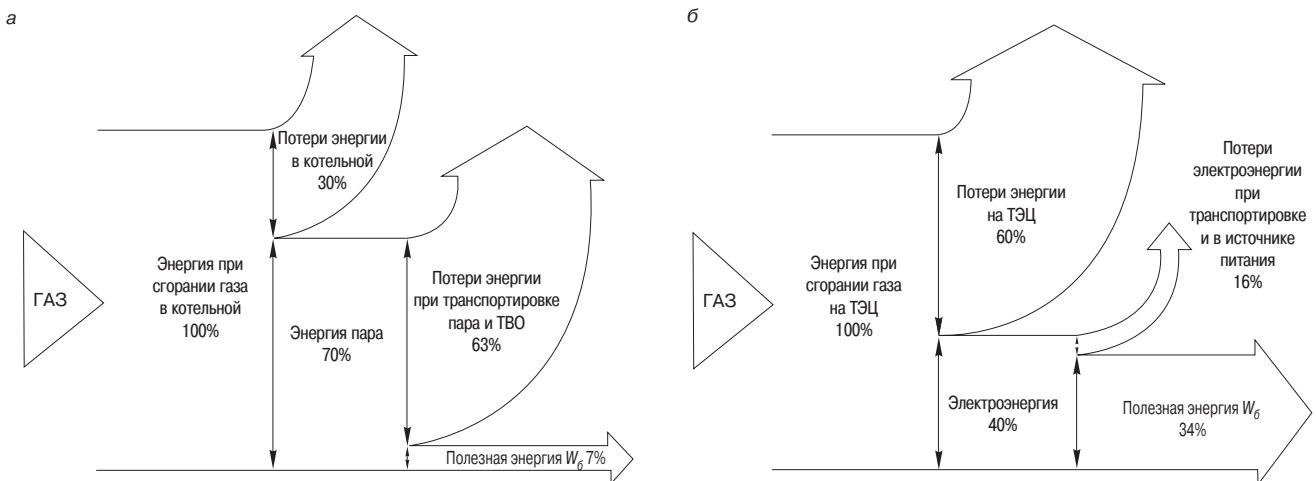 а
Потери энергии
в котельной
30%
ГАЗ
Энергия при
сгорании газа
в котельной
100%
Энергия пара
70%
Потери энергии
при транспортировке
пара и ТВО
63%
Полезная энергия Wб 7%
б
Потери энергии
на ТЭЦ
60%
Потери
электроэнергии
при
транспортировке
и в источнике
питания
16%
ГАЗ
Энергия при
сгорании газа
на ТЭЦ
100%
Электроэнергия
40%
Полезная энергия Wб
34%